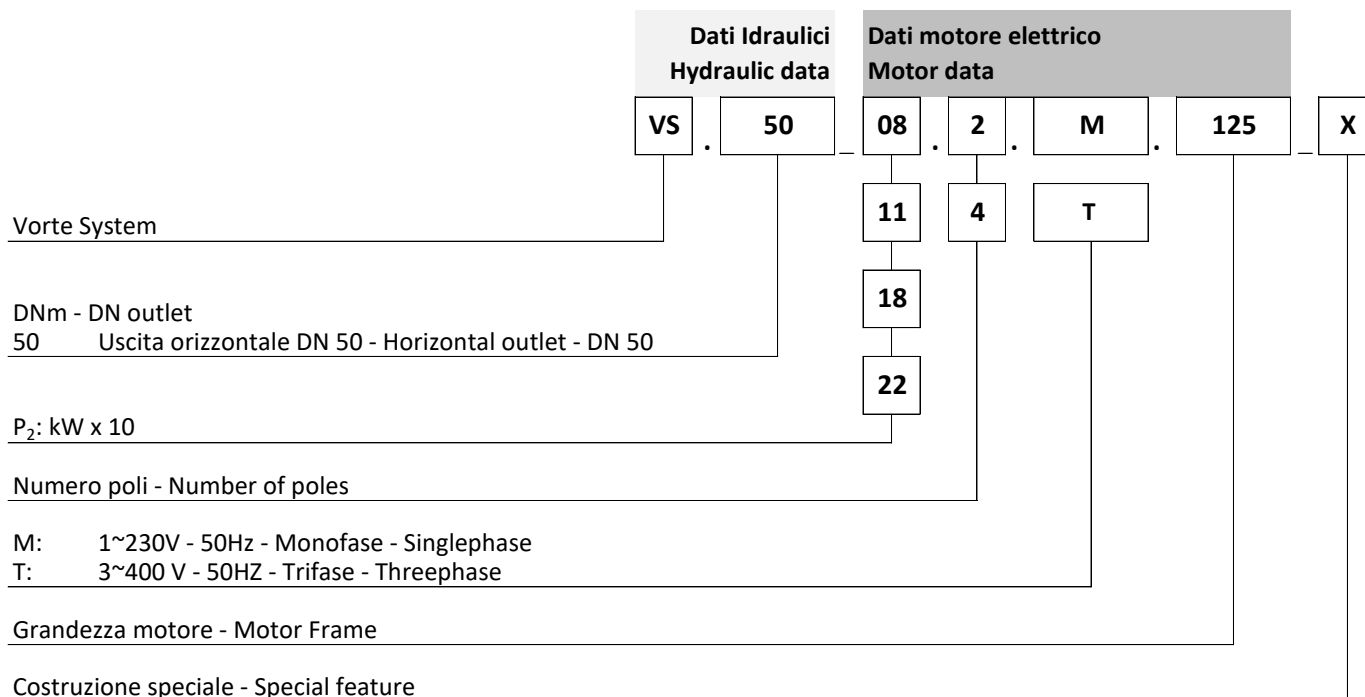 Dati Idraulici
Hydraulic data
Dati motore elettrico
Motor data
VS . 50 _ 08 . 2 . M . 125 _ X
11 4 T
Vorte System
18
DNm - DN outlet
50 Uscita orizzontale DN 50 - Horizontal outlet - DN 50
22
P₂: kW x 10
Numero poli - Number of poles
M: 1~230V - 50Hz - Monofase - Singlephase
T: 3~400 V - 50HZ - Trifase - Threephase
Grandezza motore - Motor Frame
Costruzione speciale - Special feature